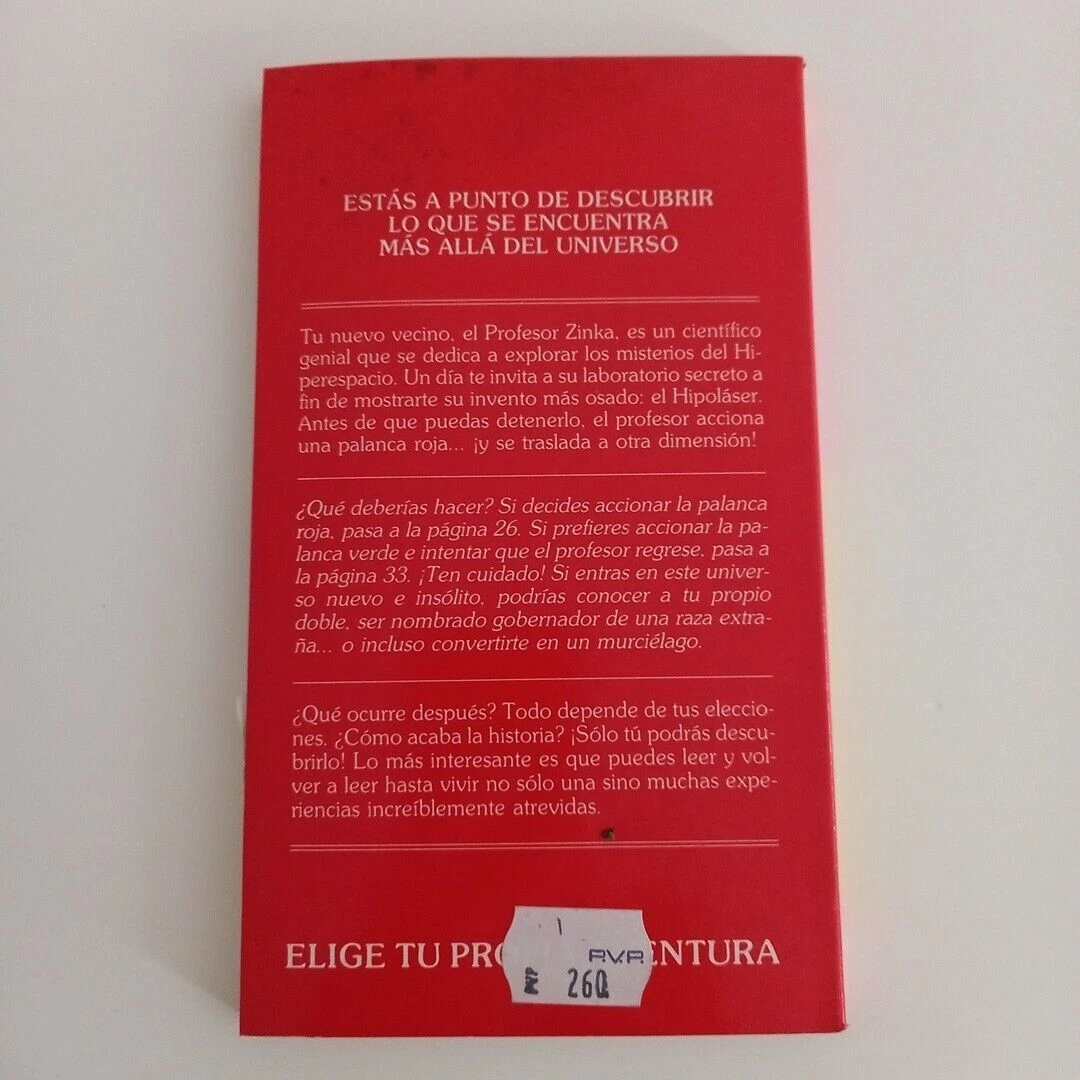 ESTÁS A PUNTO DE DESCUBRIR
LO QUE SE ENCUENTRA
MÁS ALLÁ DEL UNIVERSO
Tu nuevo vecino, el Profesor Zinka, es un científico
genial que se dedica a explorar los misterios del Hi-
perespacio. Un día te invita a su laboratorio secreto a
fin de mostrarte su invento más osado: el Hipoláser.
Antes de que puedas detenerlo, el profesor acciona
una palanca roja... ¡y se traslada a otra dimensión!
¿Qué deberías hacer? Si decides accionar la palanca
roja, pasa a la página 26. Si prefieres accionar la pa-
lanca verde e intentar que el profesor regrese, pasa a
la página 33. ¡Ten cuidado! Si entras en este univer-
so nuevo e insólito, podrías conocer a tu propio
doble, ser nombrado gobernador de una raza extra-
ña... o incluso convertirte en un murciélago.
¿Qué ocurre después? Todo depende de tus eleccio-
nes. ¿Cómo acaba la historia? ¡Sólo tú podrás descu-
brirlo! Lo más interesante es que puedes leer y vol-
ver a leer hasta vivir no sólo una sino muchas expe-
riencias increíblemente atrevidas.
ELIGE TU PRO ENTURA
1
P.V.P.
PVP 260